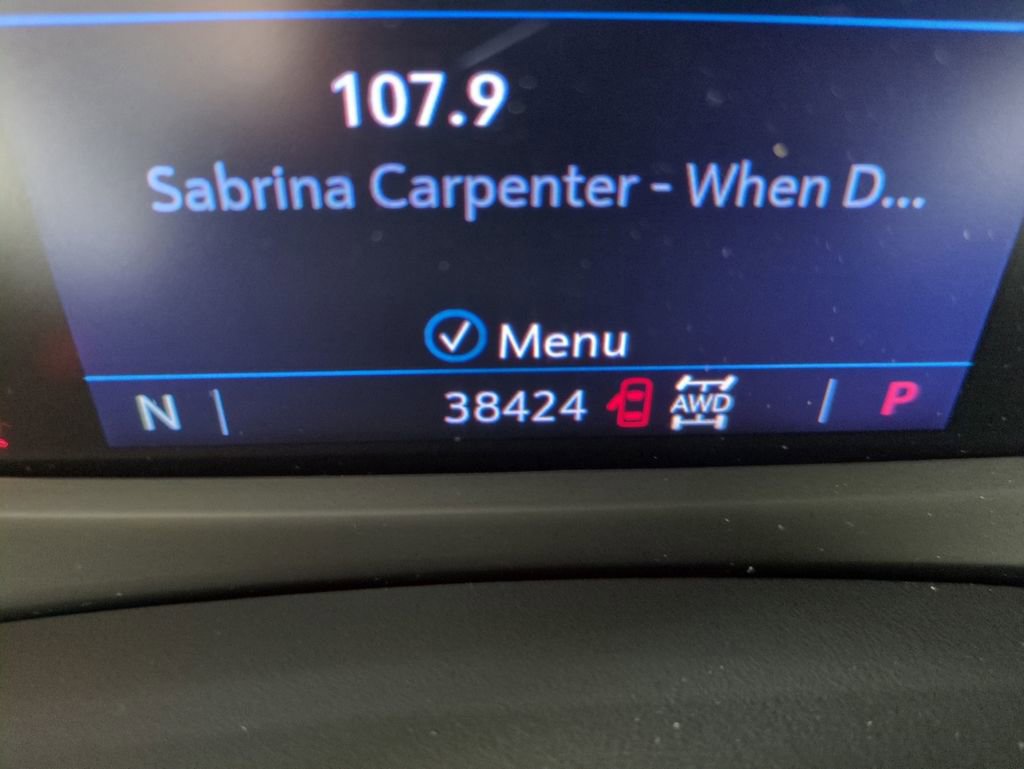 107.9
Sabrina Carpenter - When D...
Menu
N 38424 AWD P